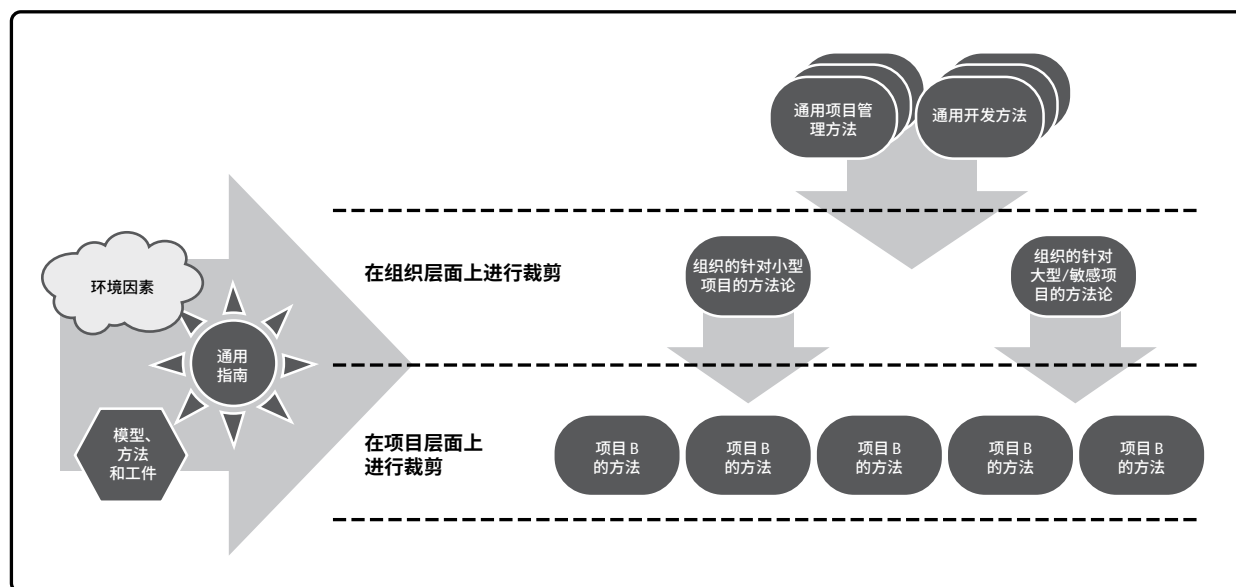 通用项目管
理方法
通用开发方法
环境因素
通用
指南
模型、
方法
和工件
在组织层面上进行裁剪
组织的针对小型
项目的方法论
组织的针对
大型/敏感项
目的方法论
在项目层面上
进行裁剪
项目 B
的方法
项目 B
的方法
项目 B
的方法
项目 B
的方法
项目 B
的方法